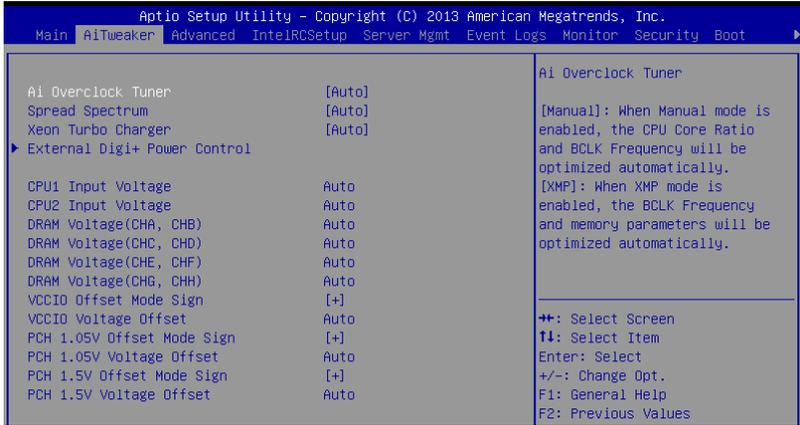 Aptio Setup Utility – Copyright (C) 2013 American Megatrends, Inc.
Main AiTweaker Advanced IntelRCSetup Server Mgmt Event Logs Monitor Security Boot
Ai Overclock Tuner [Auto]
Spread Spectrum [Auto]
Xeon Turbo Charger [Auto]
External Digi+ Power Control
CPU1 Input Voltage Auto
CPU2 Input Voltage Auto
DRAM Voltage(CHA, CHB) Auto
DRAM Voltage(CHC, CHD) Auto
DRAM Voltage(CHE, CHF) Auto
DRAM Voltage(CHG, CHH) Auto
VCCIO Offset Mode Sign [+]
VCCIO Voltage Offset Auto
PCH 1.05V Offset Mode Sign [+]
PCH 1.05V Voltage Offset Auto
PCH 1.5V Offset Mode Sign [+]
PCH 1.5V Voltage Offset Auto
Ai Overclock Tuner
[Manual]: When Manual mode is
enabled, the CPU Core Ratio
and BCLK Frequency will be
optimized automatically.
[XMP]: When XMP mode is
enabled, the BCLK Frequency
and memory parameters will be
optimized automatically.
→←: Select Screen
↑↓: Select Item
Enter: Select
+/-: Change Opt.
F1: General Help
F2: Previous Values